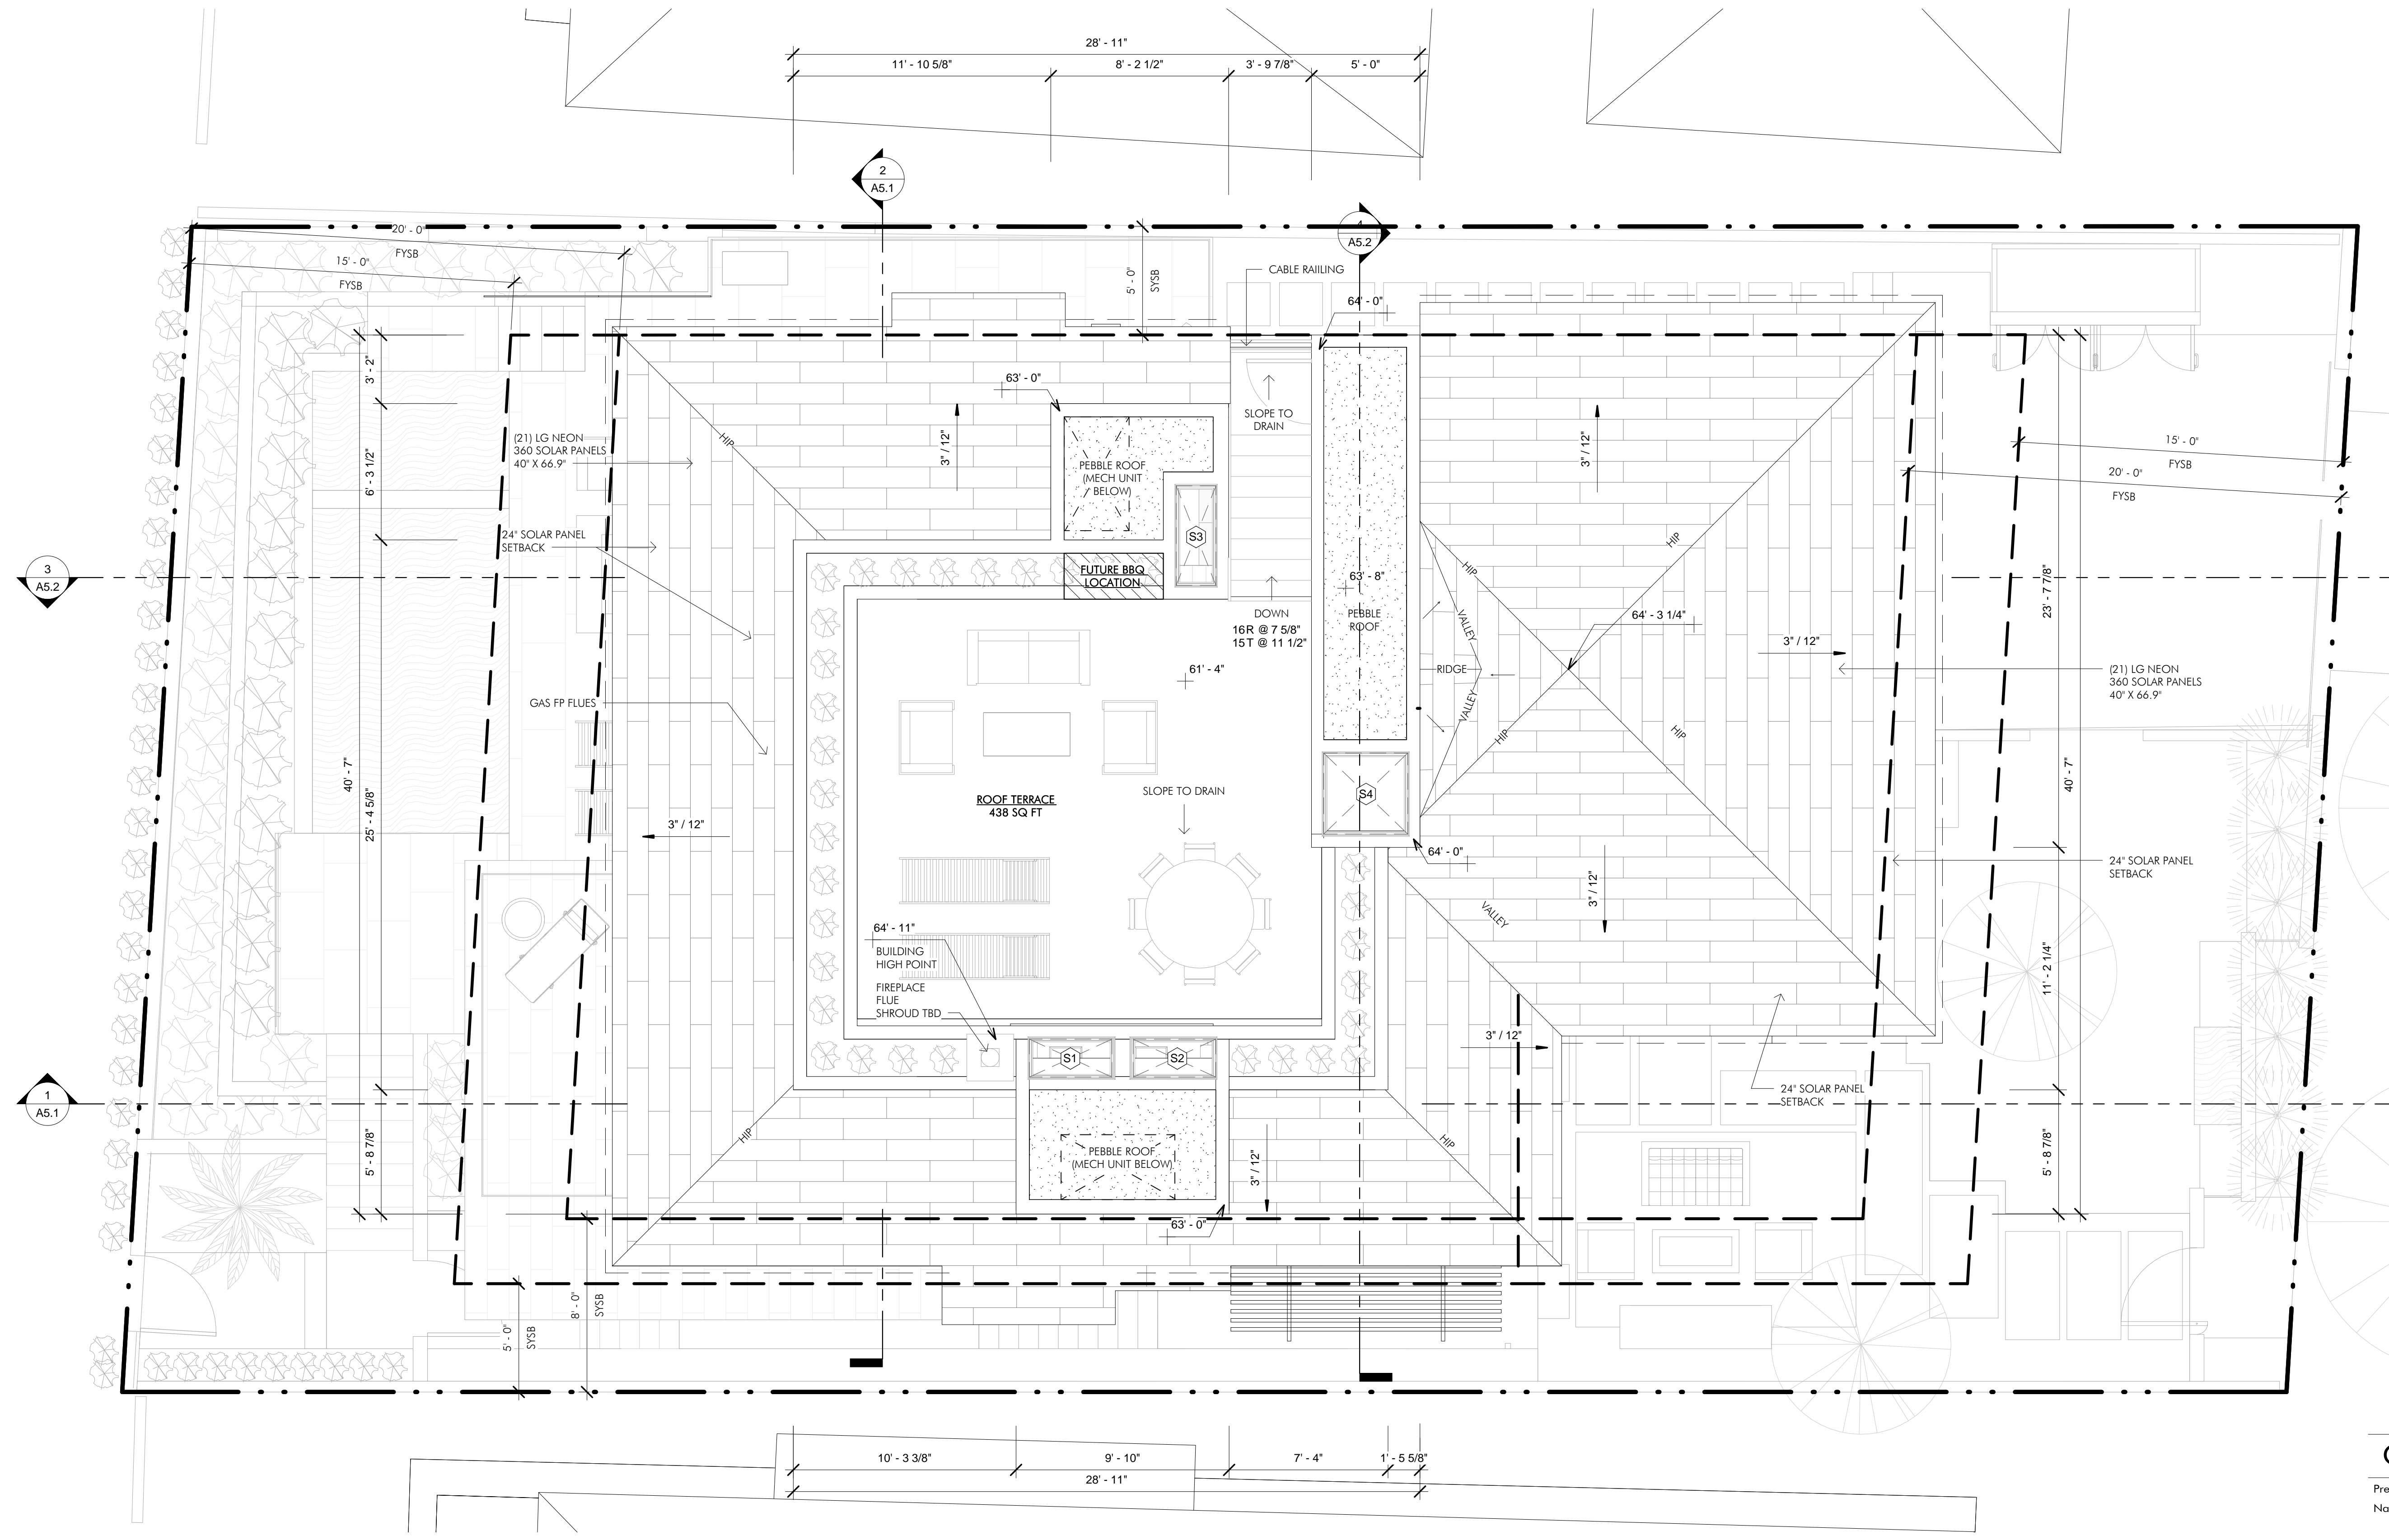 28' - 11"
11' - 10 5/8"
8' - 2 1/2"
3' - 9 7/8"
5' - 0"
2
A5.1
4
A5.2
20' - 0"
FYSB
15' - 0"
FYSB
5' - 0"
SYSB
CABLE RAIILING
64' - 0"
3' - 2"
63' - 0"
SLOPE TO
DRAIN
(21) LG NEON
360 SOLAR PANELS
40" X 66.9"
HIP
3" / 12"
3" / 12"
15' - 0"
FYSB
20' - 0"
FYSB
6' - 3 1/2"
PEBBLE ROOF
(MECH UNIT
BELOW)
24" SOLAR PANEL
SETBACK
S3
HIP
3
A5.2
FUTURE BBQ
LOCATION
63' - 8"
HIP
PEBBLE
ROOF
DOWN
16R @ 7 5/8"
15T @ 11 1/2"
VALLEY
64' - 3 1/4"
23' - 7 7/8"
3" / 12"
61' - 4"
RIDGE
(21) LG NEON
360 SOLAR PANELS
40" X 66.9"
GAS FP FLUES
VALLEY
HIP
HIP
40' - 7"
25' - 4 5/8"
40' - 7"
ROOF TERRACE
438 SQ FT
SLOPE TO DRAIN
S4
3" / 12"
64' - 0"
24" SOLAR PANEL
SETBACK
3" / 12"
VALLEY
64' - 11"
BUILDING
HIGH POINT
FIREPLACE
FLUE
SHROUD TBD
11' - 2 1/4"
3" / 12"
S1
S2
24" SOLAR PANEL
SETBACK
1
A5.1
5' - 8 7/8"
HIP
PEBBLE ROOF
(MECH UNIT BELOW)
3" / 12"
HIP
5' - 8 7/8"
63' - 0"
5' - 0"
SYSB
8' - 0"
SYSB
10' - 3 3/8"
9' - 10"
7' - 4"
1' - 5 5/8"
28' - 11"
Pre
Na